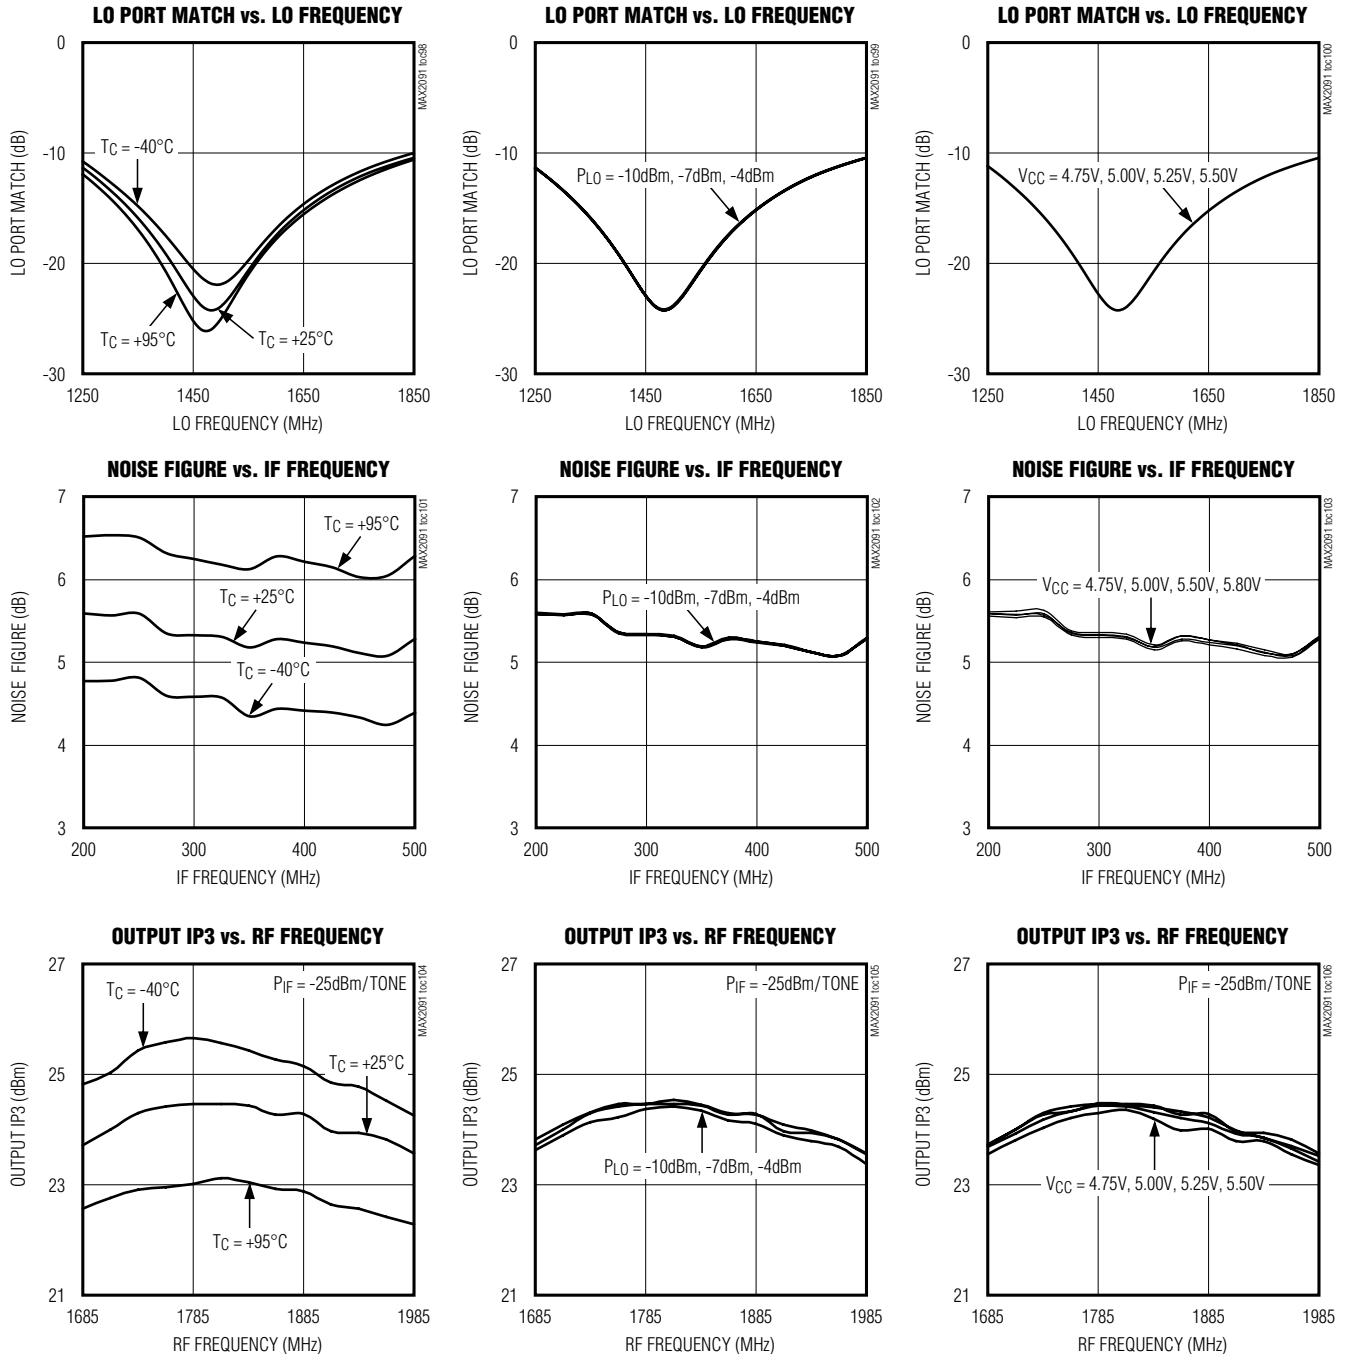 LO PORT MATCH vs. LO FREQUENCY
0
-10
-20
-30
LO PORT MATCH (dB)
TC = -40°C
TC = +95°C
TC = +25°C
MAX2091 toc98
1250 1450 1650 1850
LO FREQUENCY (MHz)
LO PORT MATCH vs. LO FREQUENCY
0
-10
-20
-30
LO PORT MATCH (dB)
PLO = -10dBm, -7dBm, -4dBm
MAX2091 toc99
1250 1450 1650 1850
LO FREQUENCY (MHz)
LO PORT MATCH vs. LO FREQUENCY
0
-10
-20
-30
LO PORT MATCH (dB)
VCC = 4.75V, 5.00V, 5.25V, 5.50V
MAX2091 toc100
1250 1450 1650 1850
LO FREQUENCY (MHz)
NOISE FIGURE vs. IF FREQUENCY
7
6
5
4
3
NOISE FIGURE (dB)
TC = +95°C
TC = +25°C
TC = -40°C
MAX2091 toc101
200 300 400 500
IF FREQUENCY (MHz)
NOISE FIGURE vs. IF FREQUENCY
7
6
5
4
3
NOISE FIGURE (dB)
PLO = -10dBm, -7dBm, -4dBm
MAX2091 toc102
200 300 400 500
IF FREQUENCY (MHz)
NOISE FIGURE vs. IF FREQUENCY
7
6
5
4
3
NOISE FIGURE (dB)
VCC = 4.75V, 5.00V, 5.50V, 5.80V
MAX2091 toc103
200 300 400 500
IF FREQUENCY (MHz)
OUTPUT IP3 vs. RF FREQUENCY
27
25
23
21
OUTPUT IP3 (dBm)
TC = -40°C
PIF = -25dBm/TONE
TC = +25°C
TC = +95°C
MAX2091 toc104
1685 1785 1885 1985
RF FREQUENCY (MHz)
OUTPUT IP3 vs. RF FREQUENCY
27
25
23
21
OUTPUT IP3 (dBm)
PIF = -25dBm/TONE
PLO = -10dBm, -7dBm, -4dBm
MAX2091 toc105
1685 1785 1885 1985
RF FREQUENCY (MHz)
OUTPUT IP3 vs. RF FREQUENCY
27
25
23
21
OUTPUT IP3 (dBm)
PIF = -25dBm/TONE
VCC = 4.75V, 5.00V, 5.25V, 5.50V
MAX2091 toc106
1685 1785 1885 1985
RF FREQUENCY (MHz)